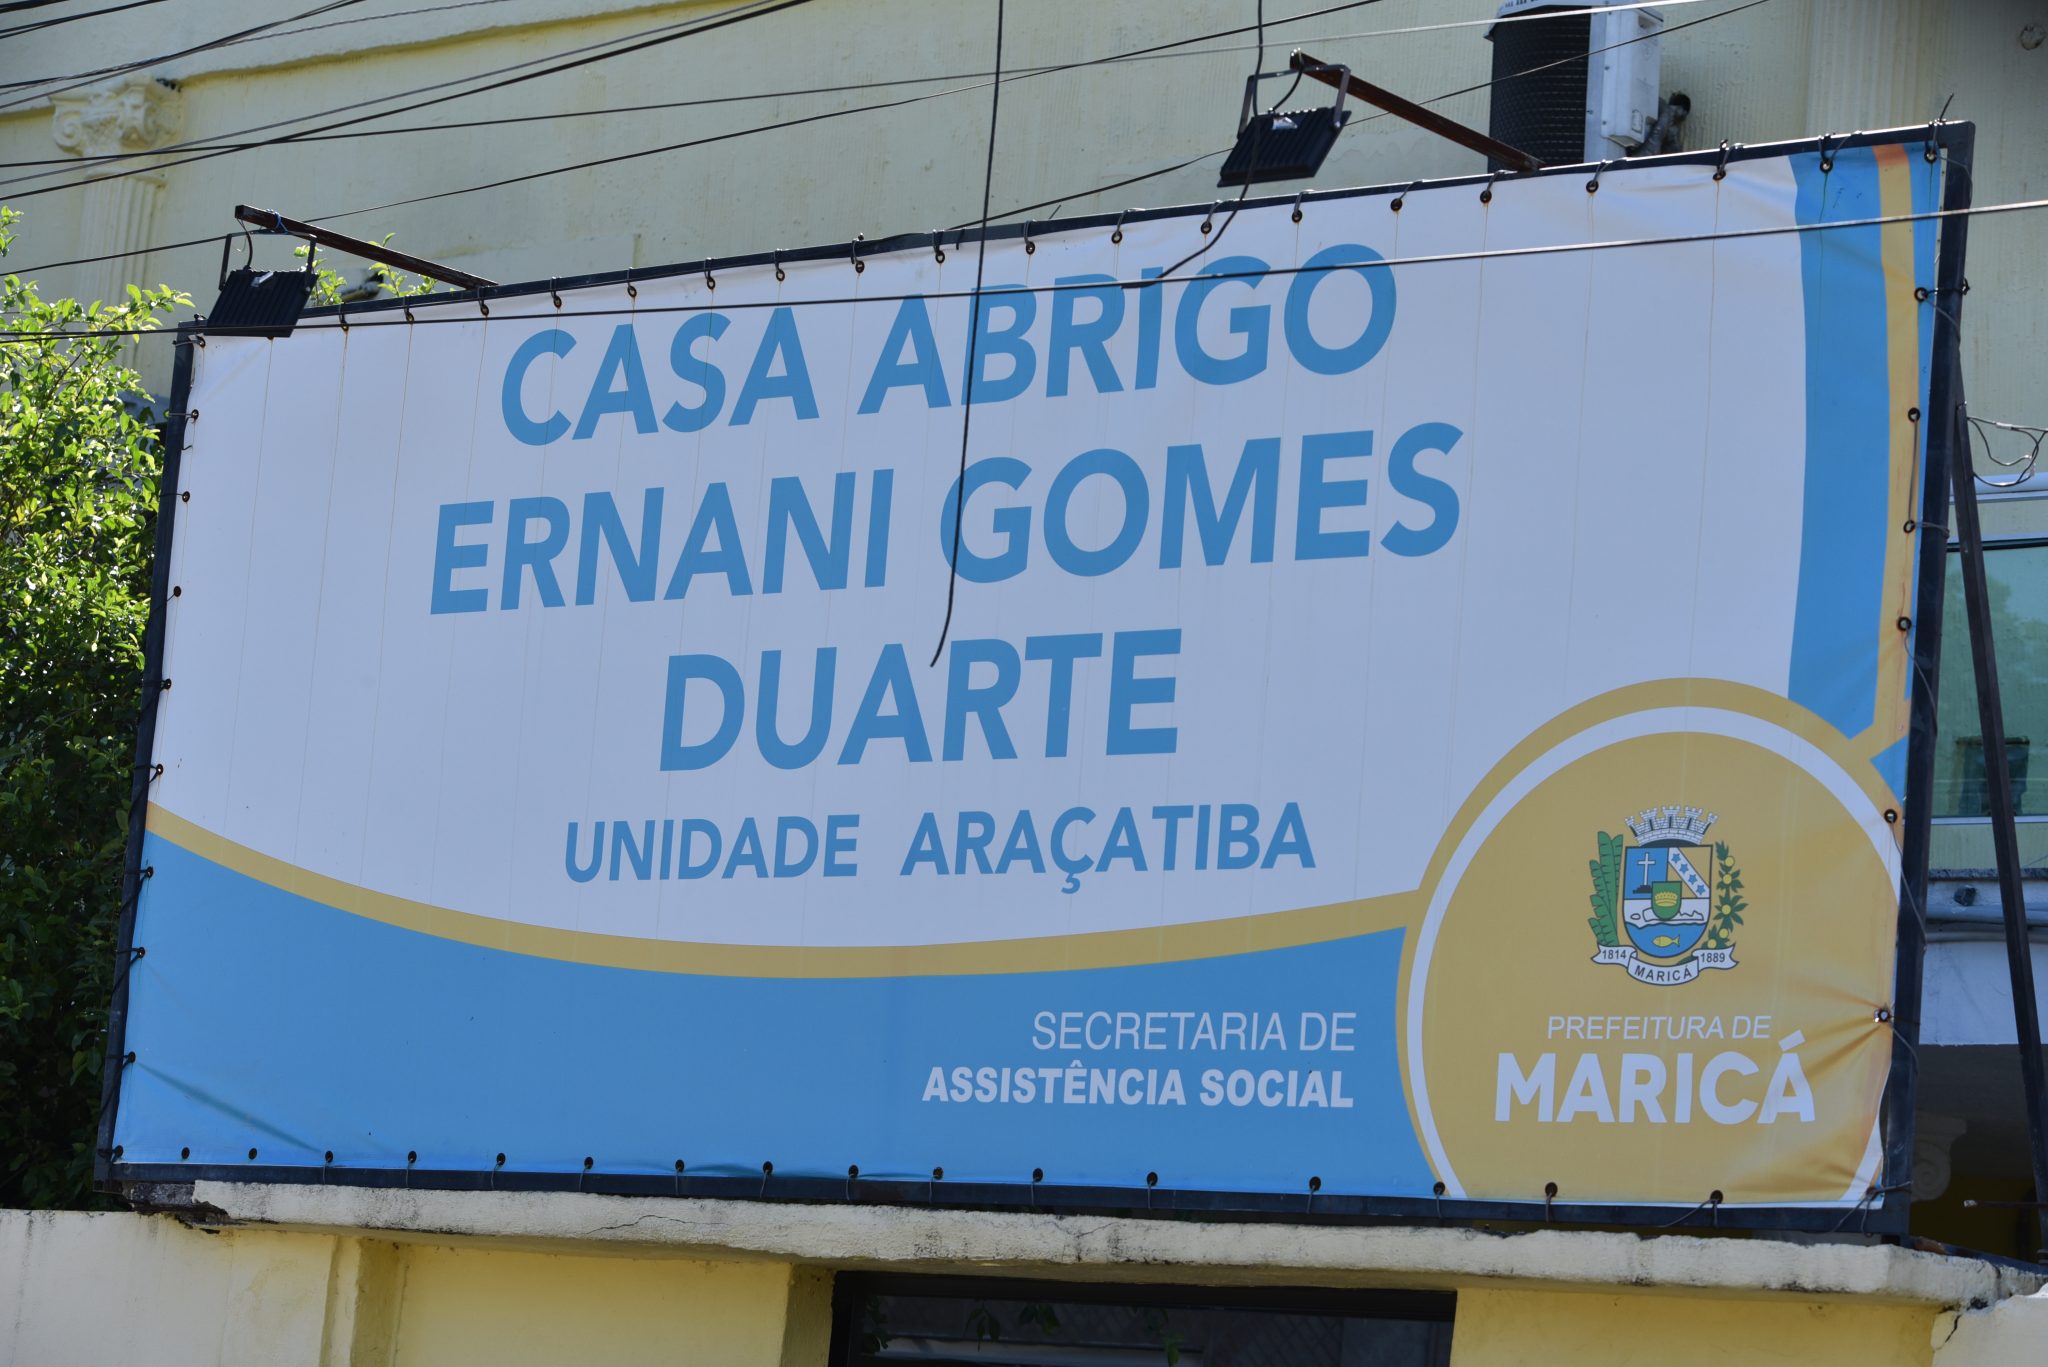 CASA ABRIGO
ERNANI GOMES
DUARTE
UNIDADE ARAÇATIBA
SECRETARIA DE
ASSISTÊNCIA SOCIAL
1814 MARICÁ 1889
PREFEITURA DE
MARICÁ